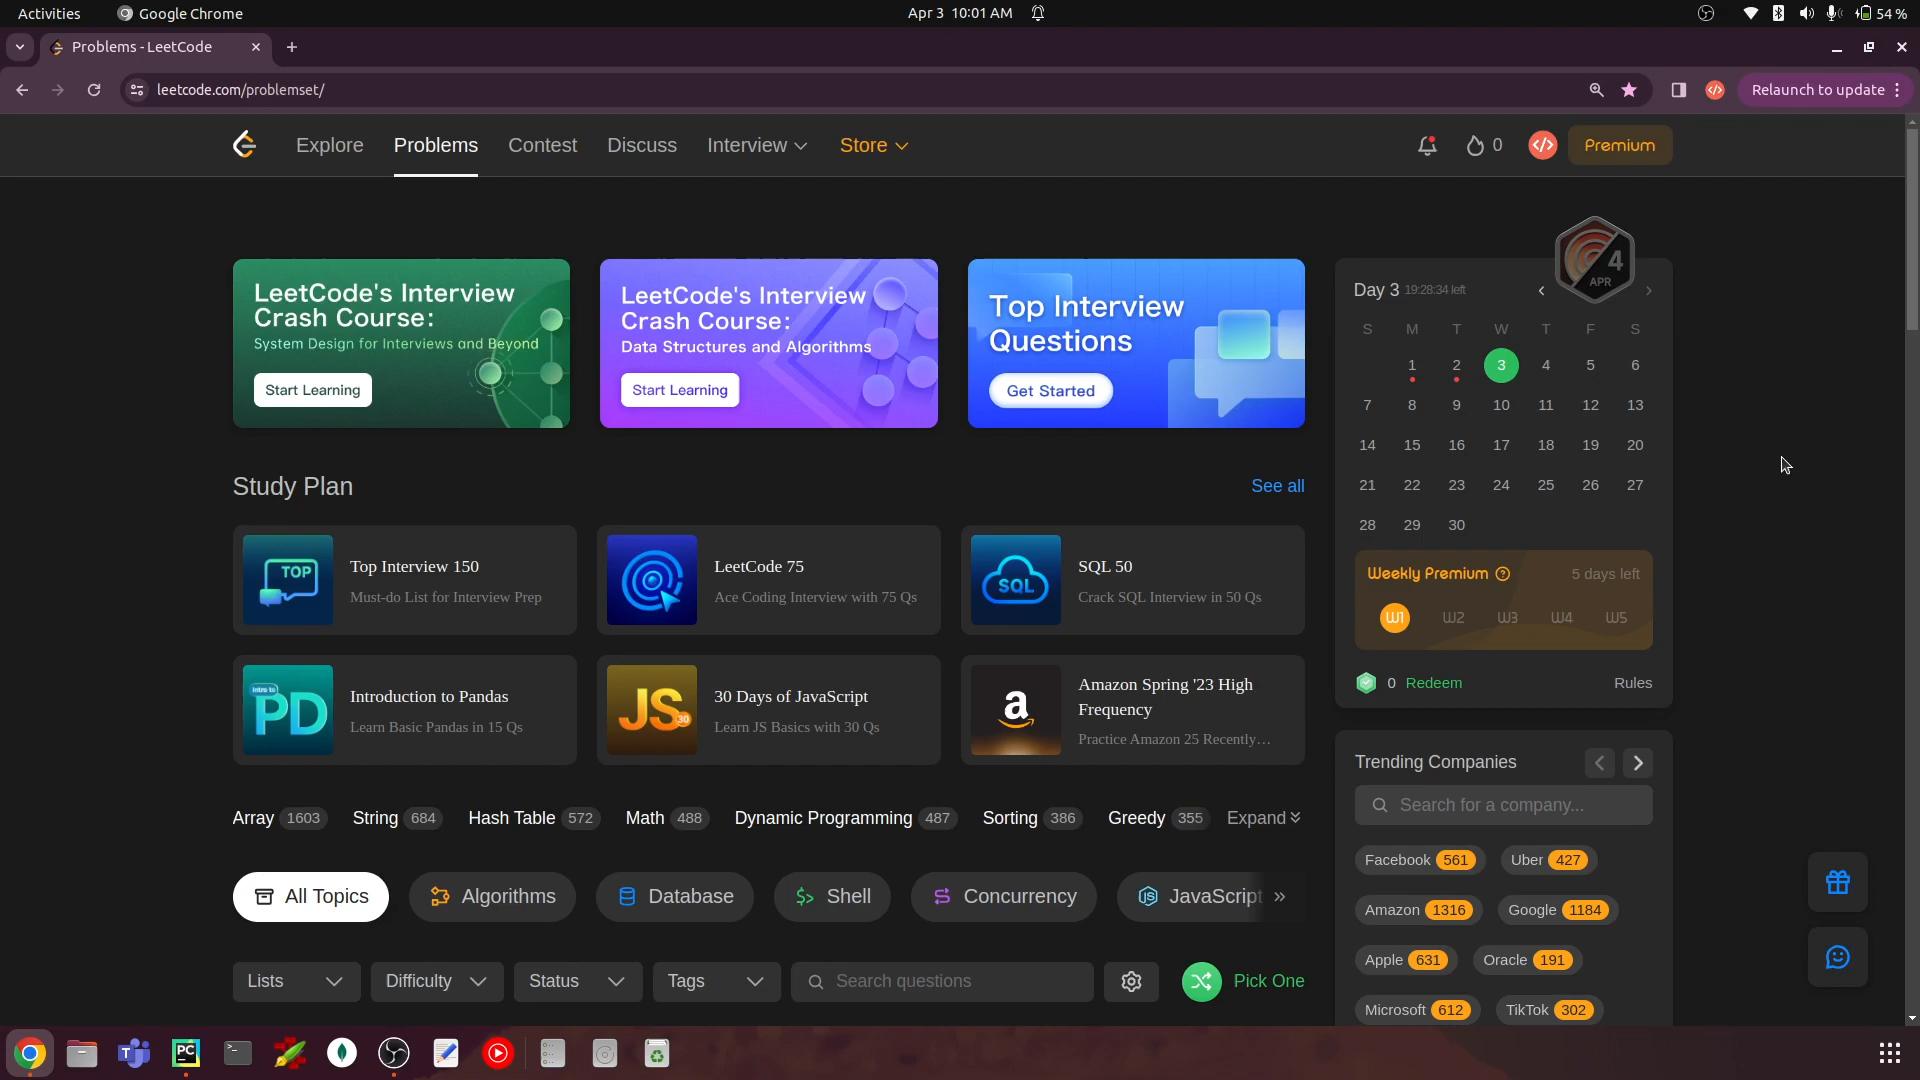 Activities
Google Chrome
Apr 3 10:01 AM
54 %
Problems - LeetCode
leetcode.com/problemset/
Relaunch to update
Explore
Problems
Contest
Discuss
Interview
Store
0
Premium
LeetCode's Interview
Crash Course:
System Design for Interviews and Beyond
Start Learning
LeetCode's Interview
Crash Course:
Data Structures and Algorithms
Start Learning
Top Interview
Questions
Get Started
4
APR
Day 3 19:28:34 left
S M T W T F S
1 2 3 4 5 6
7 8 9 10 11 12 13
14 15 16 17 18 19 20
21 22 23 24 25 26 27
28 29 30
Weekly Premium ?
5 days left
W1 W2 W3 W4 W5
0 Redeem
Rules
Study Plan
See all
TOP
Top Interview 150
Must-do List for Interview Prep
LeetCode 75
Ace Coding Interview with 75 Qs
SQL
SQL 50
Crack SQL Interview in 50 Qs
Intro to
PD
Introduction to Pandas
Learn Basic Pandas in 15 Qs
JS
30
30 Days of JavaScript
Learn JS Basics with 30 Qs
a
Amazon Spring '23 High
Frequency
Practice Amazon 25 Recently…
Array 1603
String 684
Hash Table 572
Math 488
Dynamic Programming 487
Sorting 386
Greedy 355
Expand
All Topics
Algorithms
Database
Shell
Concurrency
JS
JavaScript
Lists
Difficulty
Status
Tags
Search questions
Pick One
Trending Companies
Search for a company...
Facebook 561
Uber 427
Amazon 1316
Google 1184
Apple 631
Oracle 191
Microsoft 612
TikTok 302
T
PC